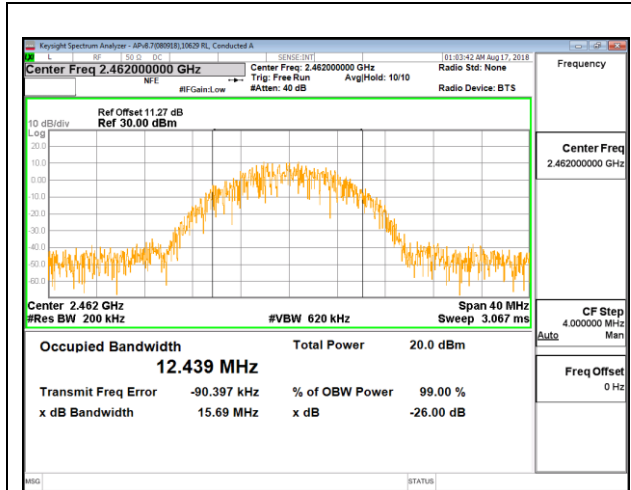 Keysight Spectrum Analyzer - APv8.7(080918),10629 RL, Conducted A
L RF 50 Ω DC SENSE:INT 01:03:42 AM Aug 17, 2018
Center Freq 2.462000000 GHz Center Freq: 2.462000000 GHz Radio Std: None
NFE Trig: Free Run Avg|Hold: 10/10
#IFGain:Low #Atten: 40 dB Radio Device: BTS
Frequency
Ref Offset 11.27 dB
10 dB/div Ref 30.00 dBm
Log
20.0
10.0
0.00
-10.0
-20.0
-30.0
-40.0
-50.0
-60.0
Center 2.462 GHz Span 40 MHz
#Res BW 200 kHz #VBW 620 kHz Sweep 3.067 ms
Occupied Bandwidth Total Power 20.0 dBm
12.439 MHz
Transmit Freq Error -90.397 kHz % of OBW Power 99.00 %
x dB Bandwidth 15.69 MHz x dB -26.00 dB
Center Freq
2.462000000 GHz
CF Step
4.000000 MHz
Auto Man
Freq Offset
0 Hz
MSG STATUS